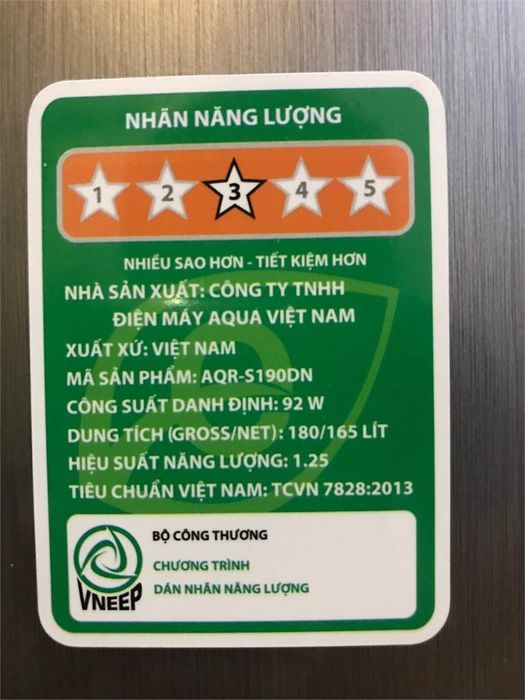 NHÃN NĂNG LƯỢNG
1 2 3 4 5
NHIỀU SAO HƠN - TIẾT KIỆM HƠN
NHÀ SẢN XUẤT: CÔNG TY TNHH
ĐIỆN MÁY AQUA VIỆT NAM
XUẤT XỨ: VIỆT NAM
MÃ SẢN PHẨM: AQR-S190DN
CÔNG SUẤT DANH ĐỊNH: 92 W
DUNG TÍCH (GROSS/NET): 180/165 LÍT
HIỆU SUẤT NĂNG LƯỢNG: 1.25
TIÊU CHUẨN VIỆT NAM: TCVN 7828:2013
BỘ CÔNG THƯƠNG
CHƯƠNG TRÌNH
DÁN NHÃN NĂNG LƯỢNG
VNEEP